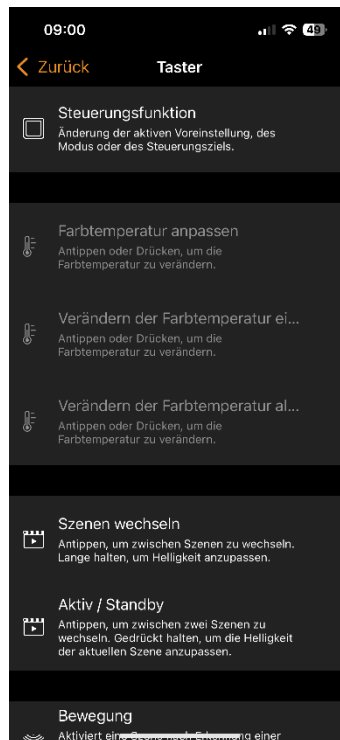 09:00
49
Zurück
Taster
Steuerungsfunktion
Änderung der aktiven Voreinstellung, des
Modus oder des Steuerungsziels.
Farbtemperatur anpassen
Antippen oder Drücken, um die
Farbtemperatur zu verändern.
Verändern der Farbtemperatur ei...
Antippen oder Drücken, um die
Farbtemperatur zu verändern.
Verändern der Farbtemperatur al...
Antippen oder Drücken, um die
Farbtemperatur zu verändern.
Szenen wechseln
Antippen, um zwischen Szenen zu wechseln.
Lange halten, um Helligkeit anzupassen.
Aktiv / Standby
Antippen, um zwischen zwei Szenen zu
wechseln. Gedrückt halten, um die Helligkeit
der aktuellen Szene anzupassen.
Bewegung
Aktiviert eine Szene nach Erkennung einer